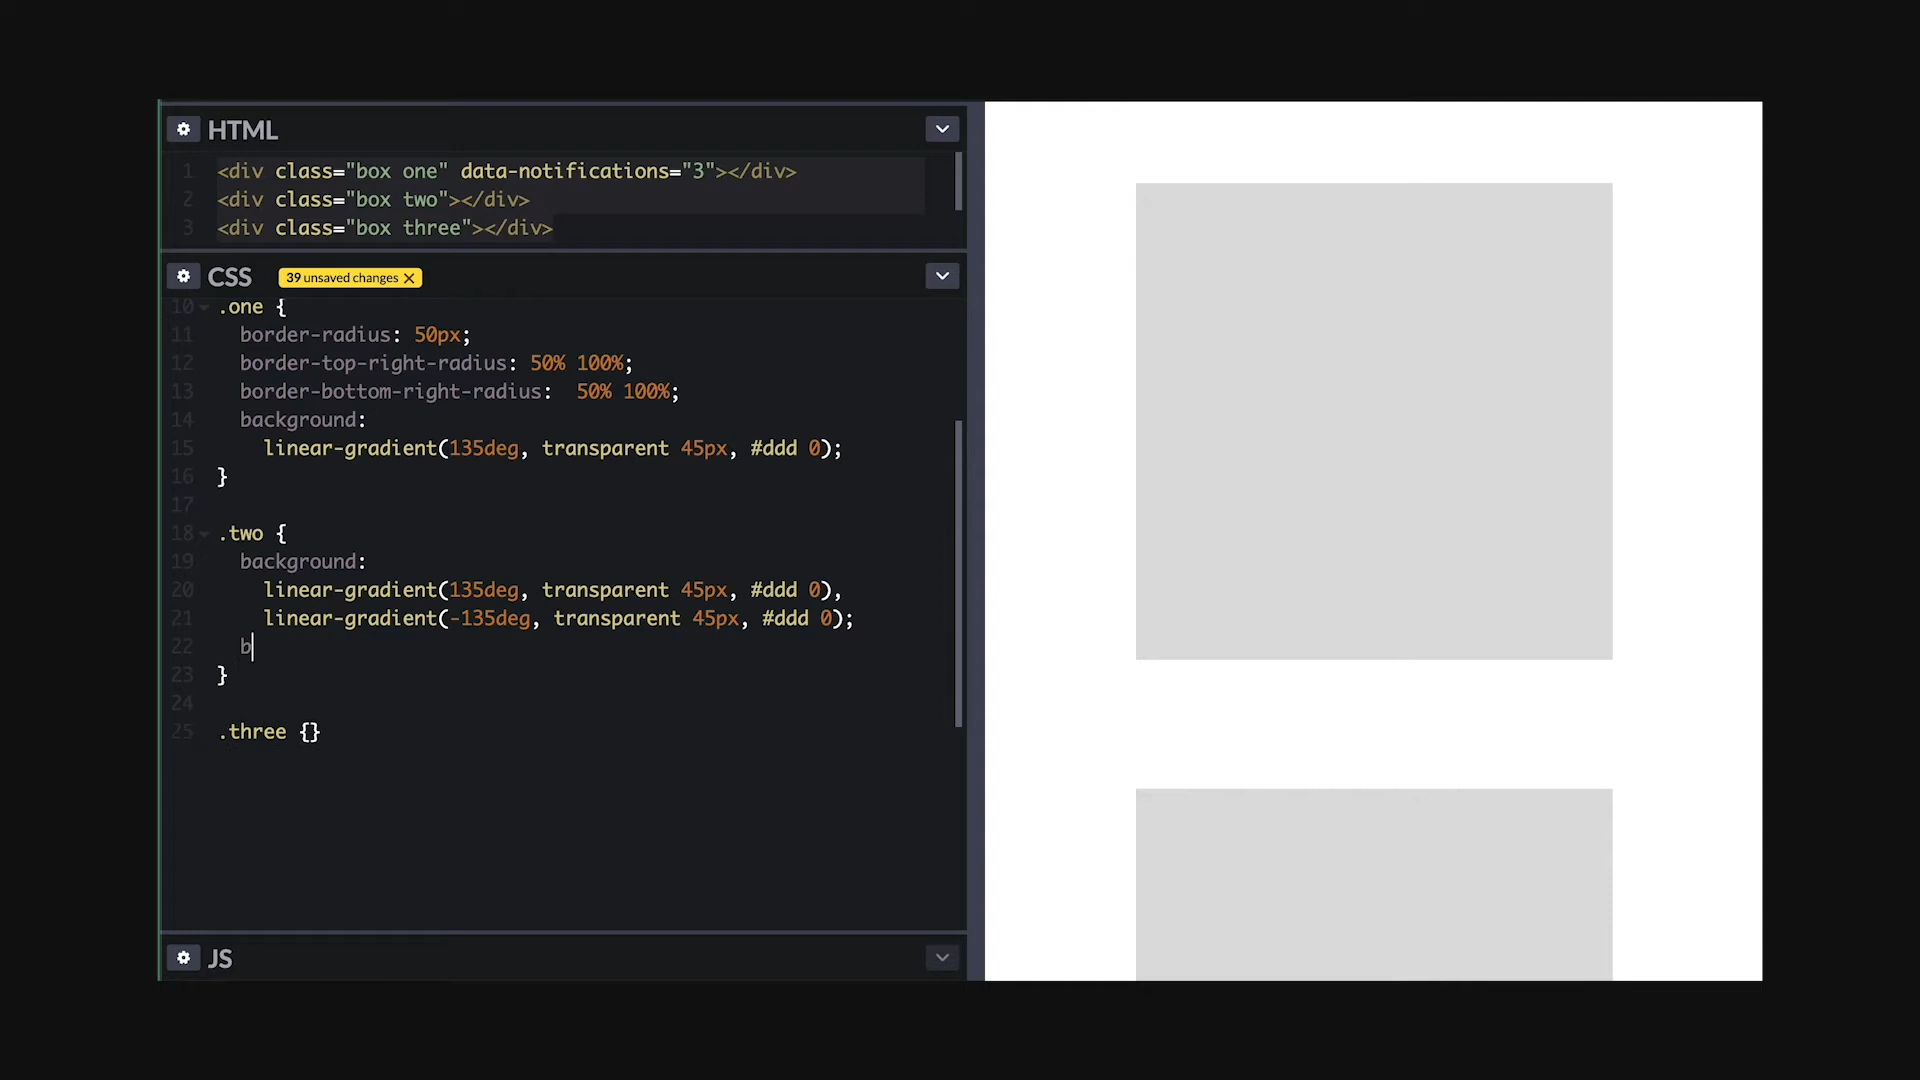 HTML
1 <div class="box one" data-notifications="3"></div>
2 <div class="box two"></div>
3 <div class="box three"></div>
CSS 39 unsaved changes ×
10 .one {
11 border-radius: 50px;
12 border-top-right-radius: 50% 100%;
13 border-bottom-right-radius:  50% 100%;
14 background:
15 linear-gradient(135deg, transparent 45px, #ddd 0);
16 }
17
18 .two {
19 background:
20 linear-gradient(135deg, transparent 45px, #ddd 0),
21 linear-gradient(-135deg, transparent 45px, #ddd 0);
22 b
23 }
24
25 .three {}
JS